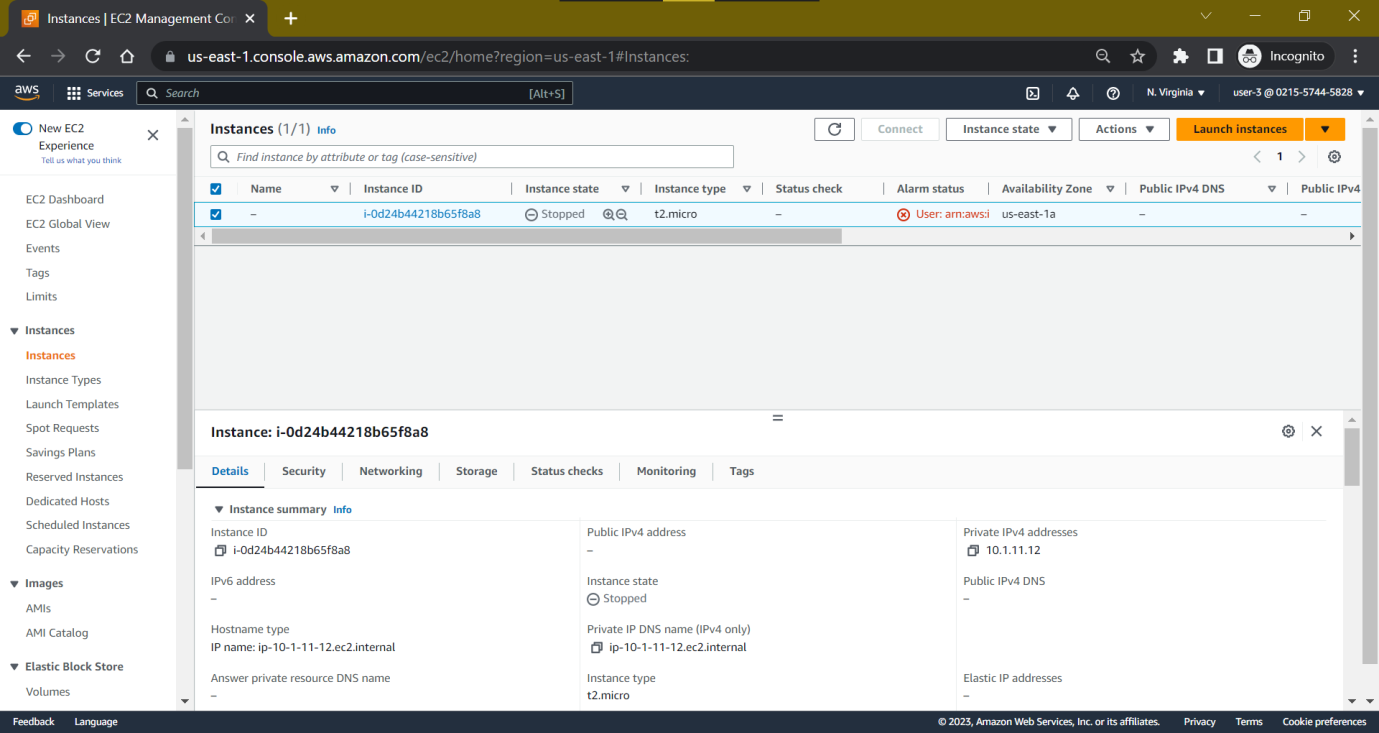 Instances | EC2 Management Con
us-east-1.console.aws.amazon.com/ec2/home?region=us-east-1#Instances:
Incognito
aws
Services
Search
[Alt+S]
N. Virginia
user-3 @ 0215-5744-5828
New EC2
Experience
Tell us what you think
EC2 Dashboard
EC2 Global View
Events
Tags
Limits
Instances
Instances
Instance Types
Launch Templates
Spot Requests
Savings Plans
Reserved Instances
Dedicated Hosts
Scheduled Instances
Capacity Reservations
Images
AMIs
AMI Catalog
Elastic Block Store
Volumes
Instances (1/1) Info
Connect
Instance state
Actions
Launch instances
Find instance by attribute or tag (case-sensitive)
1
Name Instance ID Instance state Instance type Status check Alarm status Availability Zone Public IPv4 DNS Public IPv4
– i-0d24b44218b65f8a8 Stopped t2.micro – User: arn:aws:i us-east-1a – –
Instance: i-0d24b44218b65f8a8
Details Security Networking Storage Status checks Monitoring Tags
Instance summary Info
Instance ID
i-0d24b44218b65f8a8
Public IPv4 address
–
Private IPv4 addresses
10.1.11.12
IPv6 address
–
Instance state
Stopped
Public IPv4 DNS
–
Hostname type
IP name: ip-10-1-11-12.ec2.internal
Private IP DNS name (IPv4 only)
ip-10-1-11-12.ec2.internal
Answer private resource DNS name
–
Instance type
t2.micro
Elastic IP addresses
–
Feedback Language
© 2023, Amazon Web Services, Inc. or its affiliates. Privacy Terms Cookie preferences